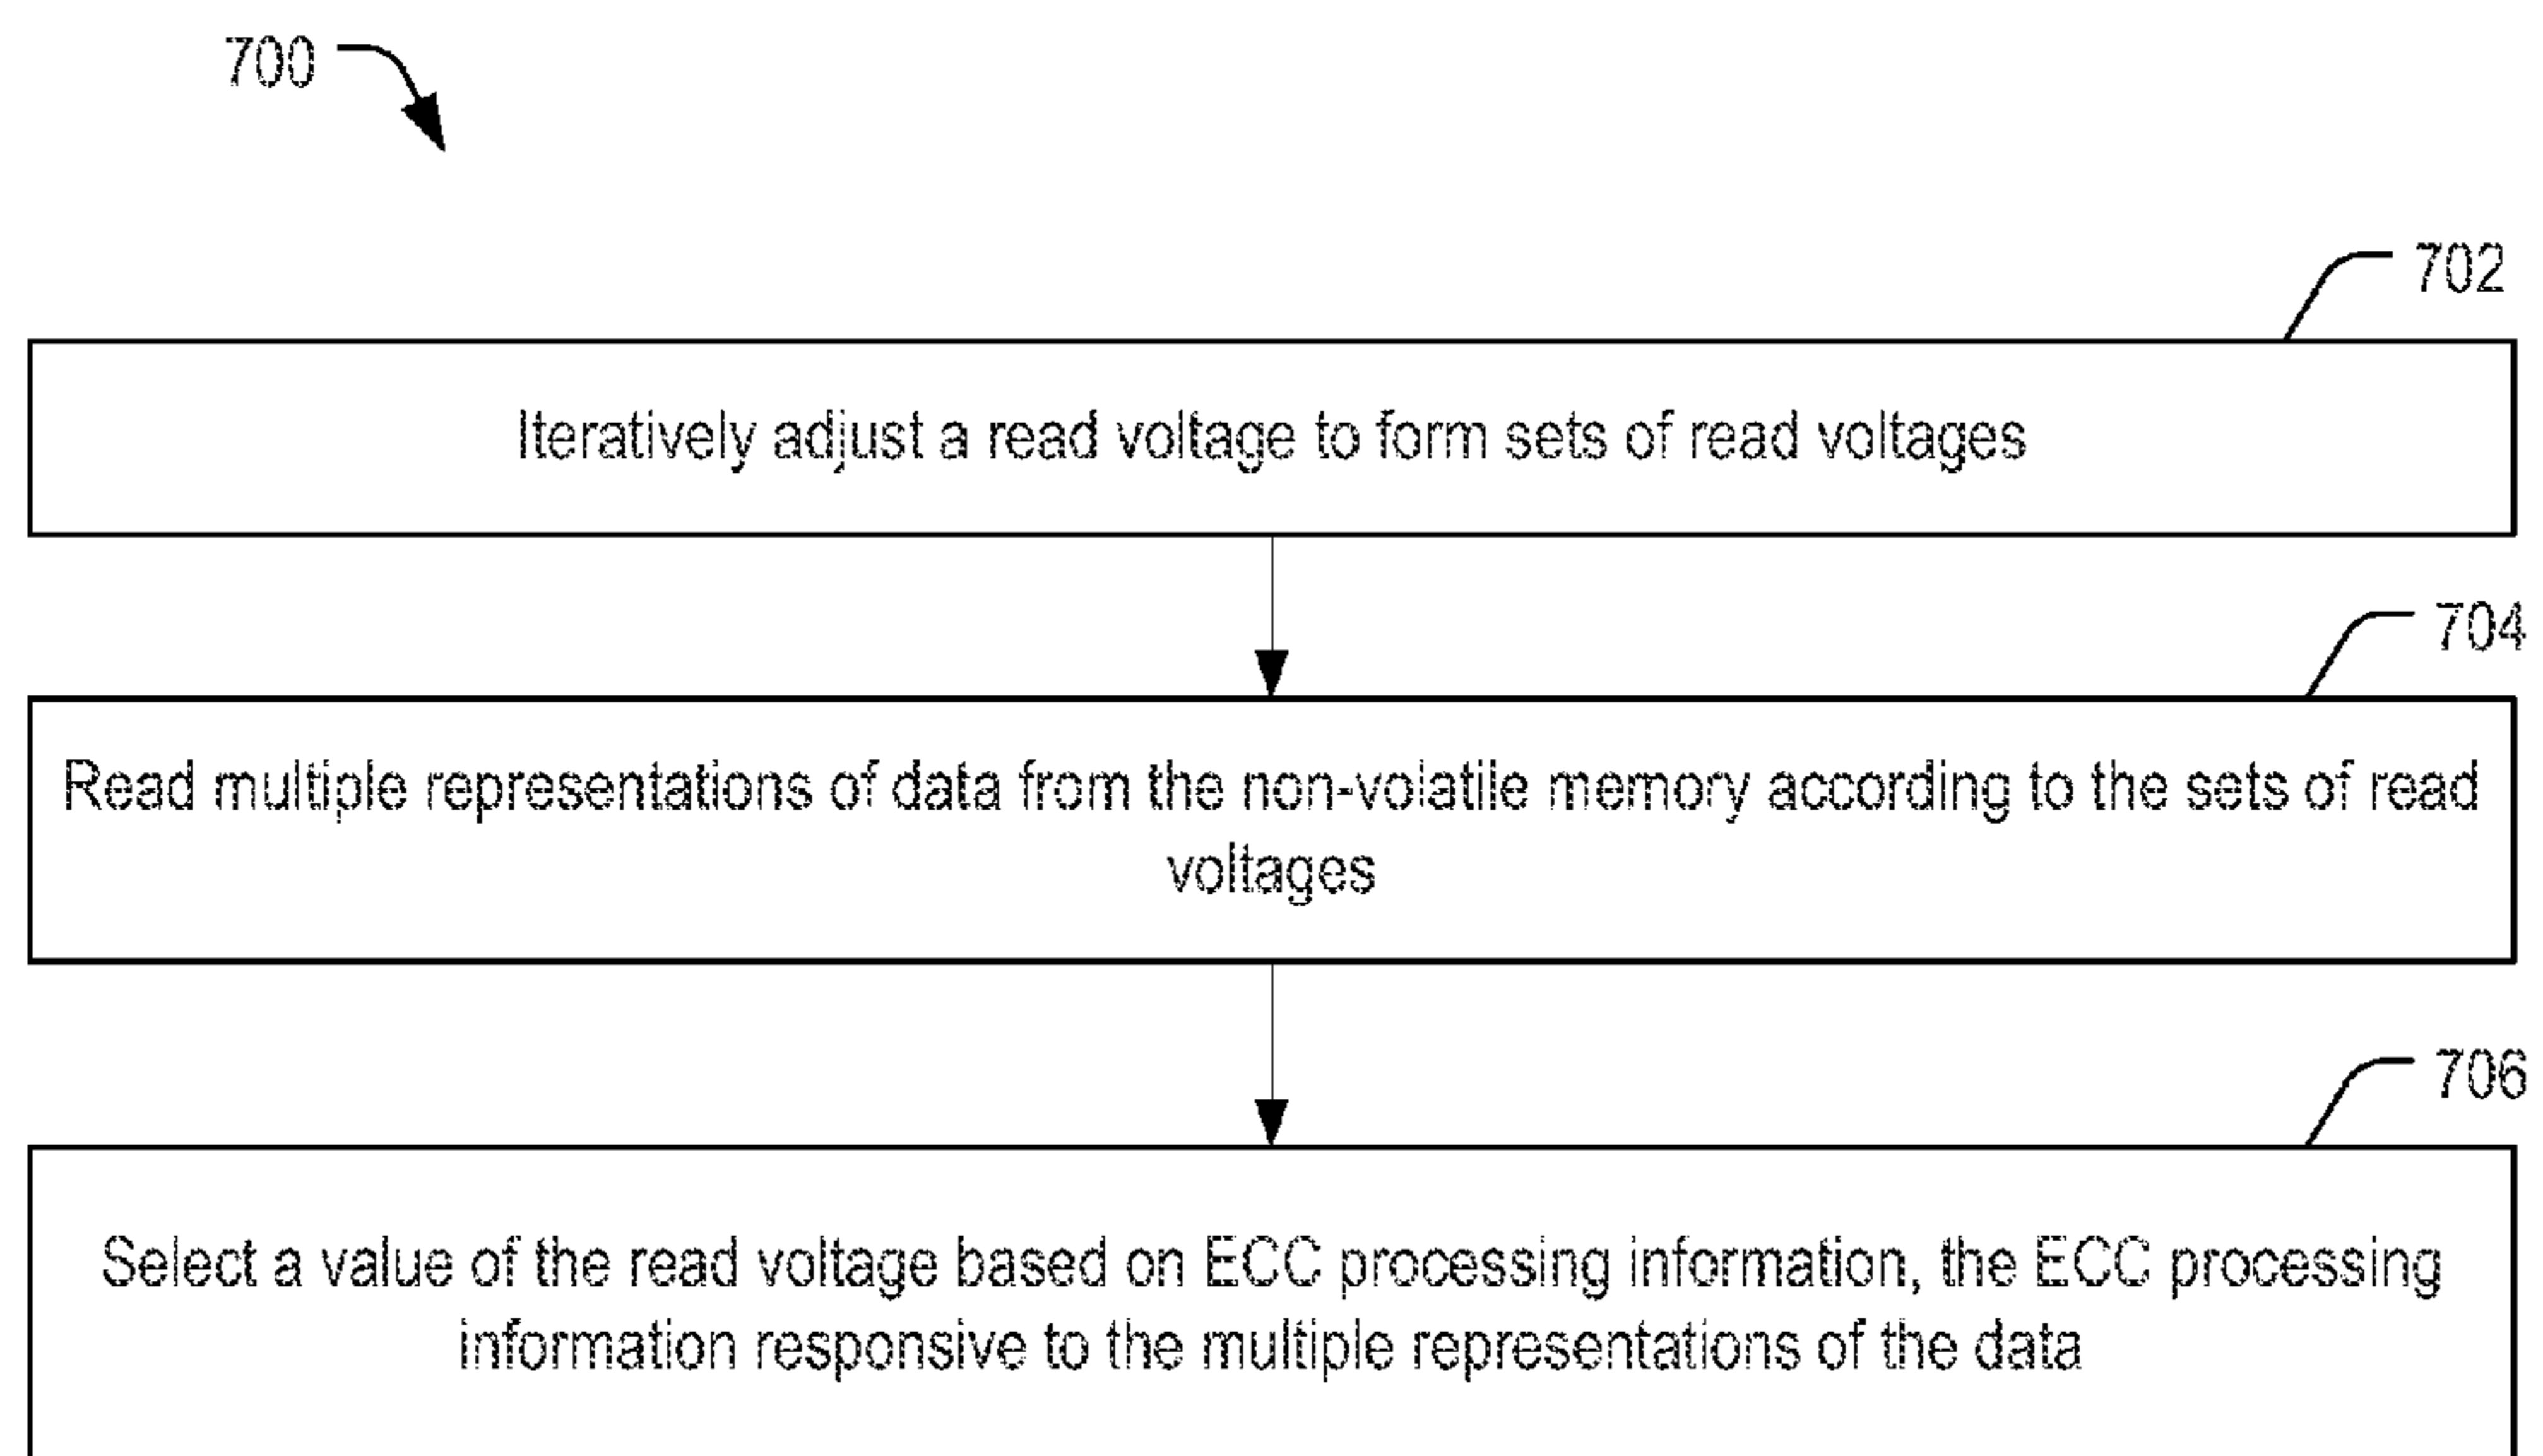 700
702
Iteratively adjust a read voltage to form sets of read voltages
704
Read multiple representations of data from the non-volatile memory according to the sets of read
voltages
706
Select a value of the read voltage based on ECC processing information, the ECC processing
information responsive to the multiple representations of the data